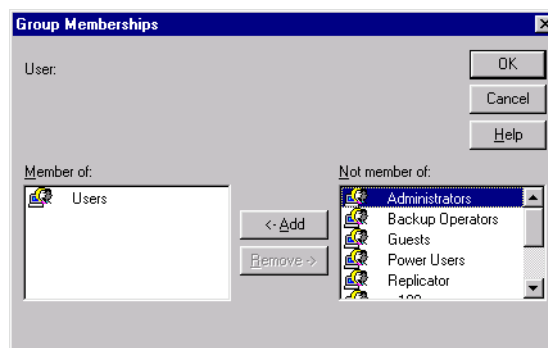 Group Memberships
User:
OK
Cancel
Help
Member of:
Users
<- Add
Remove ->
Not member of:
Administrators
Backup Operators
Guests
Power Users
Replicator